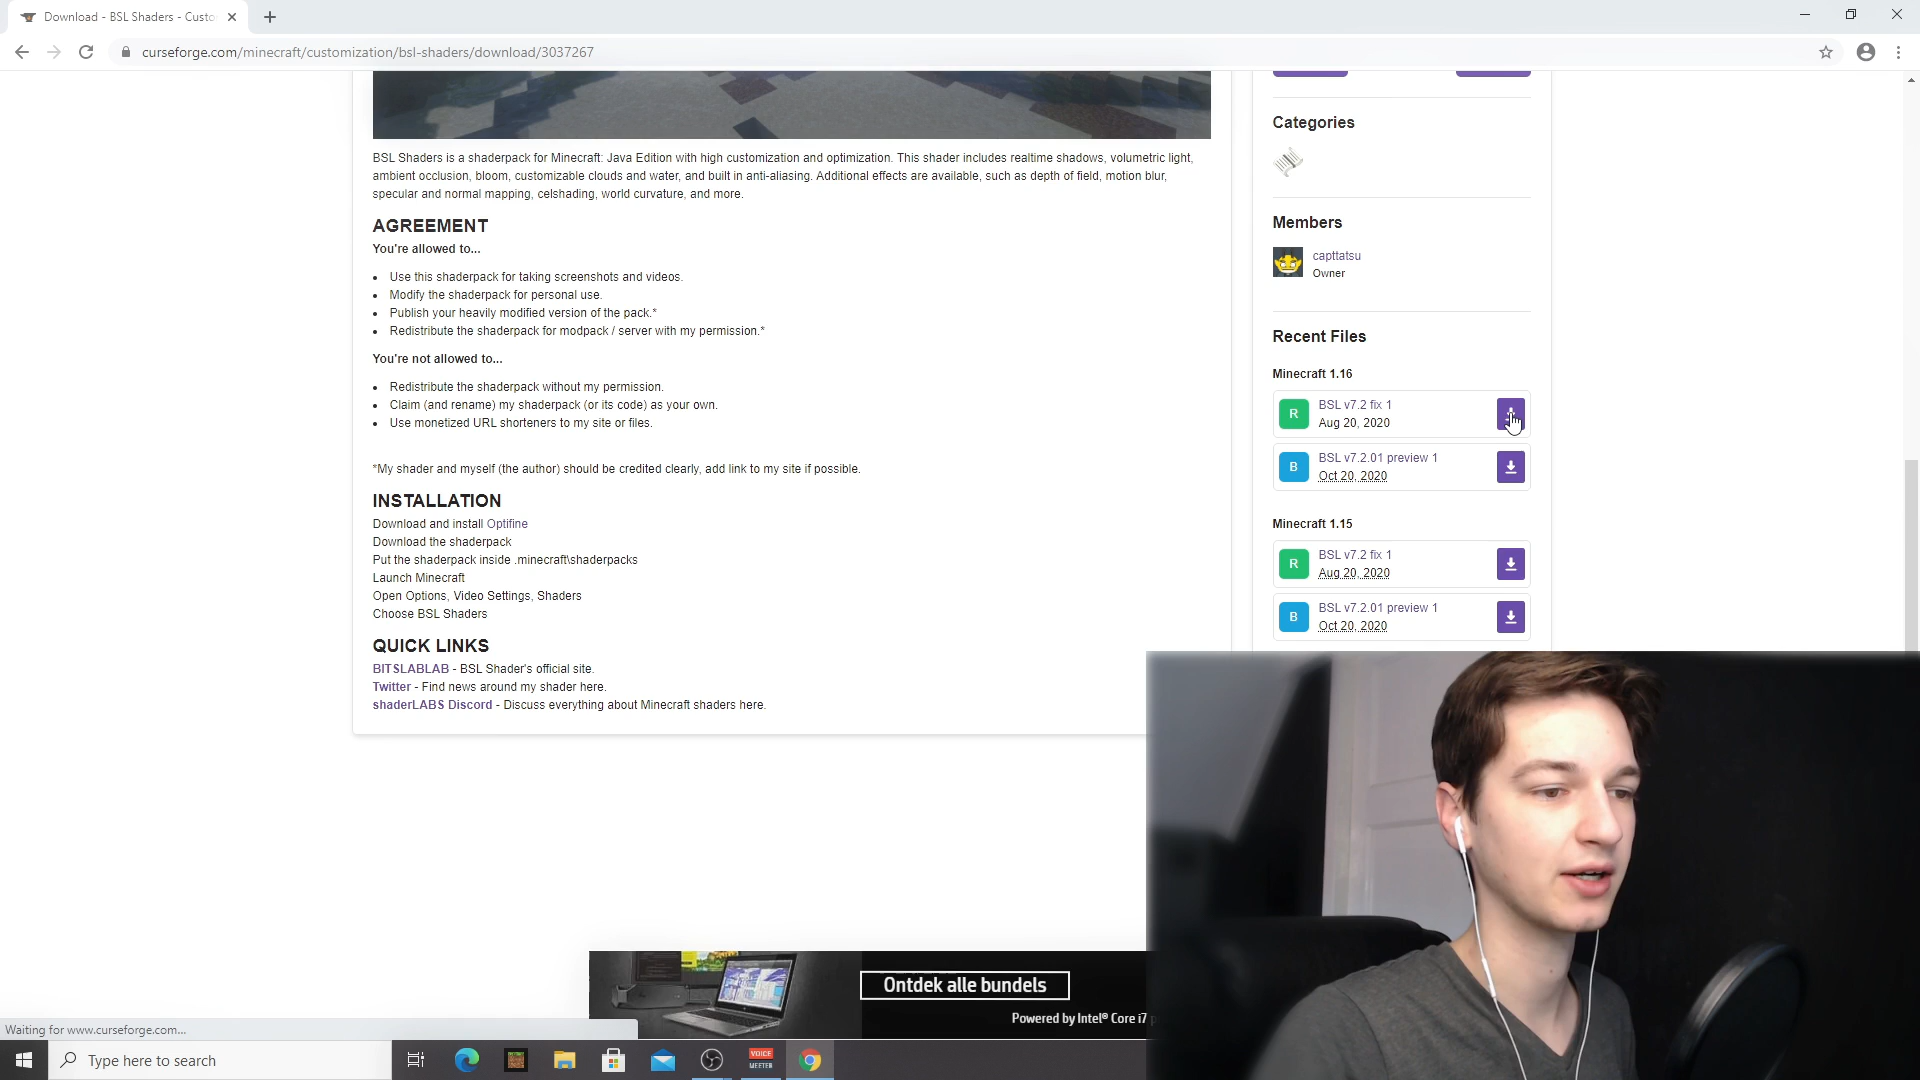 Download - BSL Shaders - Custo
curseforge.com/minecraft/customization/bsl-shaders/download/3037267
BSL Shaders is a shaderpack for Minecraft: Java Edition with high customization and optimization. This shader includes realtime shadows, volumetric light,
ambient occlusion, bloom, customizable clouds and water, and built in anti-aliasing. Additional effects are available, such as depth of field, motion blur,
specular and normal mapping, celshading, world curvature, and more.
AGREEMENT
You're allowed to...
• Use this shaderpack for taking screenshots and videos.
• Modify the shaderpack for personal use.
• Publish your heavily modified version of the pack.*
• Redistribute the shaderpack for modpack / server with my permission.*
You're not allowed to...
• Redistribute the shaderpack without my permission.
• Claim (and rename) my shaderpack (or its code) as your own.
• Use monetized URL shorteners to my site or files.
*My shader and myself (the author) should be credited clearly, add link to my site if possible.
INSTALLATION
Download and install Optifine
Download the shaderpack
Put the shaderpack inside .minecraft\shaderpacks
Launch Minecraft
Open Options, Video Settings, Shaders
Choose BSL Shaders
QUICK LINKS
BITSLABLAB - BSL Shader's official site.
Twitter - Find news around my shader here.
shaderLABS Discord - Discuss everything about Minecraft shaders here.
Categories
Members
capttatsu
Owner
Recent Files
Minecraft 1.16
R BSL v7.2 fix 1
Aug 20, 2020
B BSL v7.2.01 preview 1
Oct 20, 2020
Minecraft 1.15
R BSL v7.2 fix 1
Aug 20, 2020
B BSL v7.2.01 preview 1
Oct 20, 2020
Ontdek alle bundels
Powered by Intel® Core i7
Waiting for www.curseforge.com...
Type here to search
VOICE
MEETER